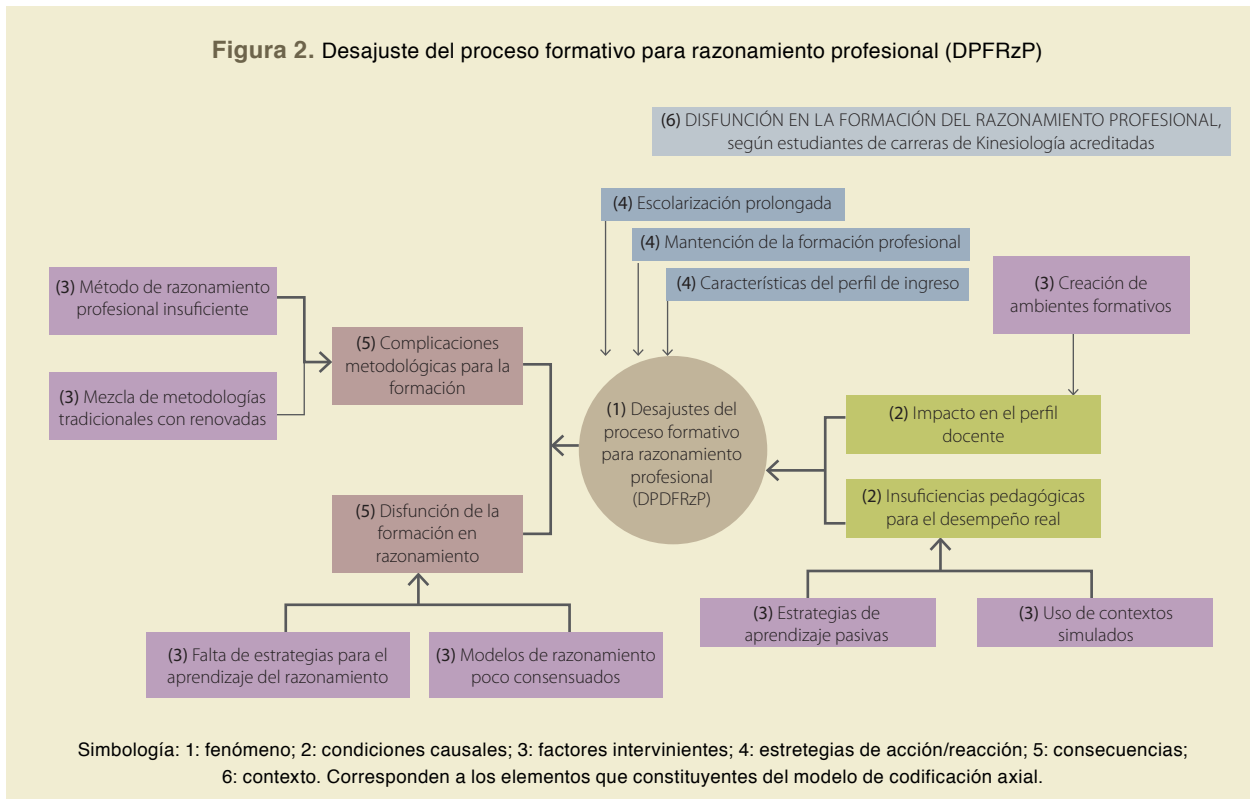 Figura 2. Desajuste del proceso formativo para razonamiento profesional (DPFRzP)
(6) DISFUNCIÓN EN LA FORMACIÓN DEL RAZONAMIENTO PROFESIONAL,
según estudiantes de carreras de Kinesiología acreditadas
(4) Escolarización prolongada
(4) Mantención de la formación profesional
(4) Características del perfil de ingreso
(3) Creación de
ambientes formativos
(3) Método de razonamiento
profesional insuficiente
(5) Complicaciones
metodológicas para la
formación
(3) Mezcla de metodologías
tradicionales con renovadas
(1) Desajustes del
proceso formativo
para razonamiento
profesional
(DPDFRzP)
(2) Impacto en el perfil
docente
(2) Insuficiencias pedagógicas
para el desempeño real
(5) Disfunción de la
formación en
razonamiento
(3) Estrategias de
aprendizaje pasivas
(3) Uso de contextos
simulados
(3) Falta de estrategias para el
aprendizaje del razonamiento
(3) Modelos de razonamiento
poco consensuados
Simbología: 1: fenómeno; 2: condiciones causales; 3: factores intervinientes; 4: estretegias de acción/reacción; 5: consecuencias;
6: contexto. Corresponden a los elementos que constituyentes del modelo de codificación axial.